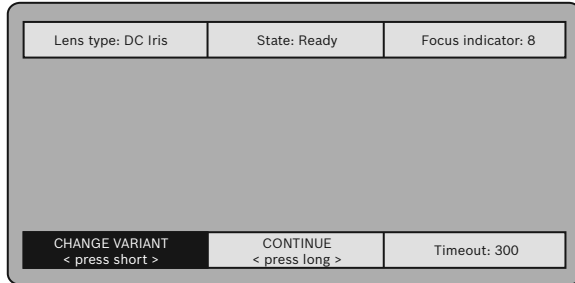 Lens type: DC Iris
State: Ready
Focus indicator: 8
CHANGE VARIANT
< press short >
CONTINUE
< press long >
Timeout: 300